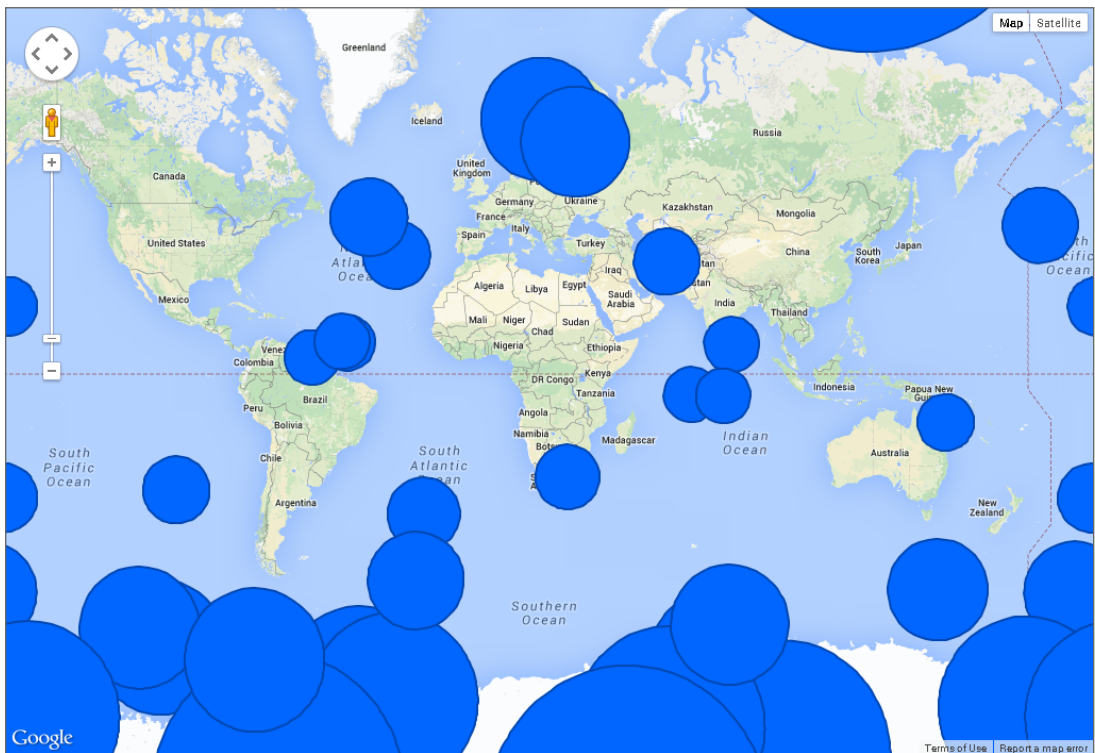 Map
Satellite
Greenland
Iceland
Russia
Canada
United
Kingdom
Ukraine
Germany
Kazakhstan
France
Mongolia
Italy
Spain
Turkey
United States
China
South
Korea
Japan
Iraq
Algeria
Libya
Egypt
Saudi
Arabia
India
Mexico
Mali
Niger
Sudan
Thailand
Chad
Nigeria
Ethiopia
Colombia
Kenya
DR Congo
Indonesia
Tanzania
Papua New
Brazil
Peru
Angola
Bolivia
Namibia
Madagascar
Indian
Ocean
South
Pacific
Ocean
South
Atlantic
Australia
Chile
Argentina
New
Zealand
Southern
Ocean
Google
Terms of Use
Report a map error